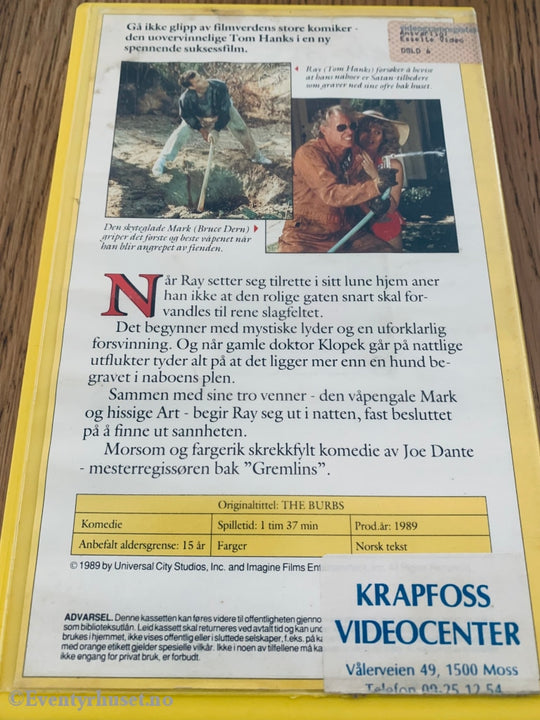 Gå ikke glipp av filmverdens store komiker -
den uovervinnelige Tom Hanks i en ny
spennende suksessfilm.
Esselte Video
Ray (Tom Hanks) forsøker å bevise
at hans naboer er Satan-tilbedere
som graver ned sine ofre bak huset.
Den skyteglade Mark (Bruce Dern)
griper det første og beste våpenet når
han blir angrepet av fienden.
Når Ray setter seg tilrette i sitt lune hjem aner
han ikke at den rolige gaten snart skal for-
vandles til rene slagfeltet.
Det begynner med mystiske lyder og en uforklarlig
forsvinning. Og når gamle doktor Klopek går på nattlige
utflukter tyder alt på at det ligger mer enn en hund be-
gravet i naboens plen.
Sammen med sine tro venner - den våpengale Mark
og hissige Art - begir Ray seg ut i natten, fast besluttet
på å finne ut sannheten.
Morsom og fargerik skrekkfylt komedie av Joe Dante
- mesterregissøren bak "Gremlins".
Originaltittel: THE BURBS
Komedie Spilletid: 1 tim 37 min Prod.år: 1989
Anbefalt aldersgrense: 15 år Farger Norsk tekst
© 1989 by Universal City Studios, Inc. and Imagine Films
ADVARSEL. Denne kassetten kan føres videre til offentligheten
som biblioteksutlån. Leid kassett skal returneres ved avtalt tid og kan
brukes i hjemmet, ikke vises offentlig eller i sluttede selskaper, f.eks. på
med orange etikett gjelder spesielle vilkår. Ikke i noen av tilfellene må
ikke engang for privat bruk, er forbudt.
KRAPFOSS
VIDEOCENTER
Vålerveien 49, 1500 Moss
Telefon 09-25 12 54
© Eventyrhuset.no